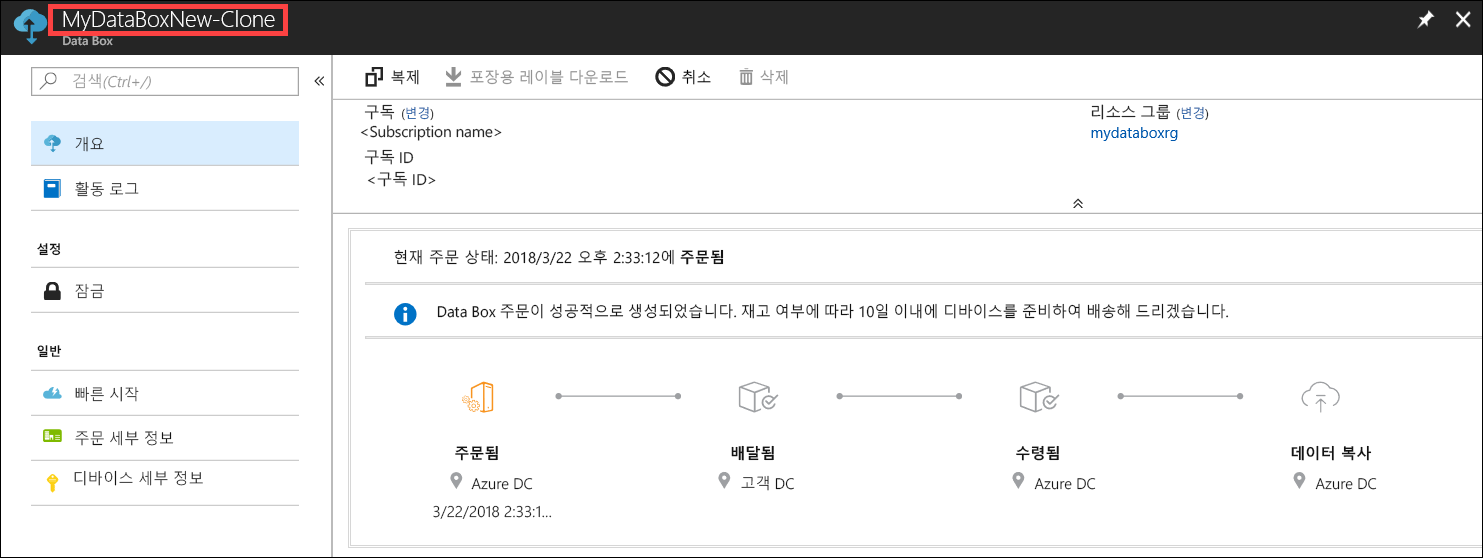 MyDataBoxNew-Clone
Data Box
검색(Ctrl+/)
개요
활동 로그
설정
잠금
일반
빠른 시작
주문 세부 정보
디바이스 세부 정보
복제 포장용 레이블 다운로드 취소 삭제
구독 (변경)
<Subscription name>
구독 ID
<구독 ID>
리소스 그룹 (변경)
mydataboxrg
현재 주문 상태: 2018/3/22 오후 2:33:12에 주문됨
Data Box 주문이 성공적으로 생성되었습니다. 재고 여부에 따라 10일 이내에 디바이스를 준비하여 배송해 드리겠습니다.
주문됨 배달됨 수령됨 데이터 복사
Azure DC 고객 DC Azure DC Azure DC
3/22/2018 2:33:1...